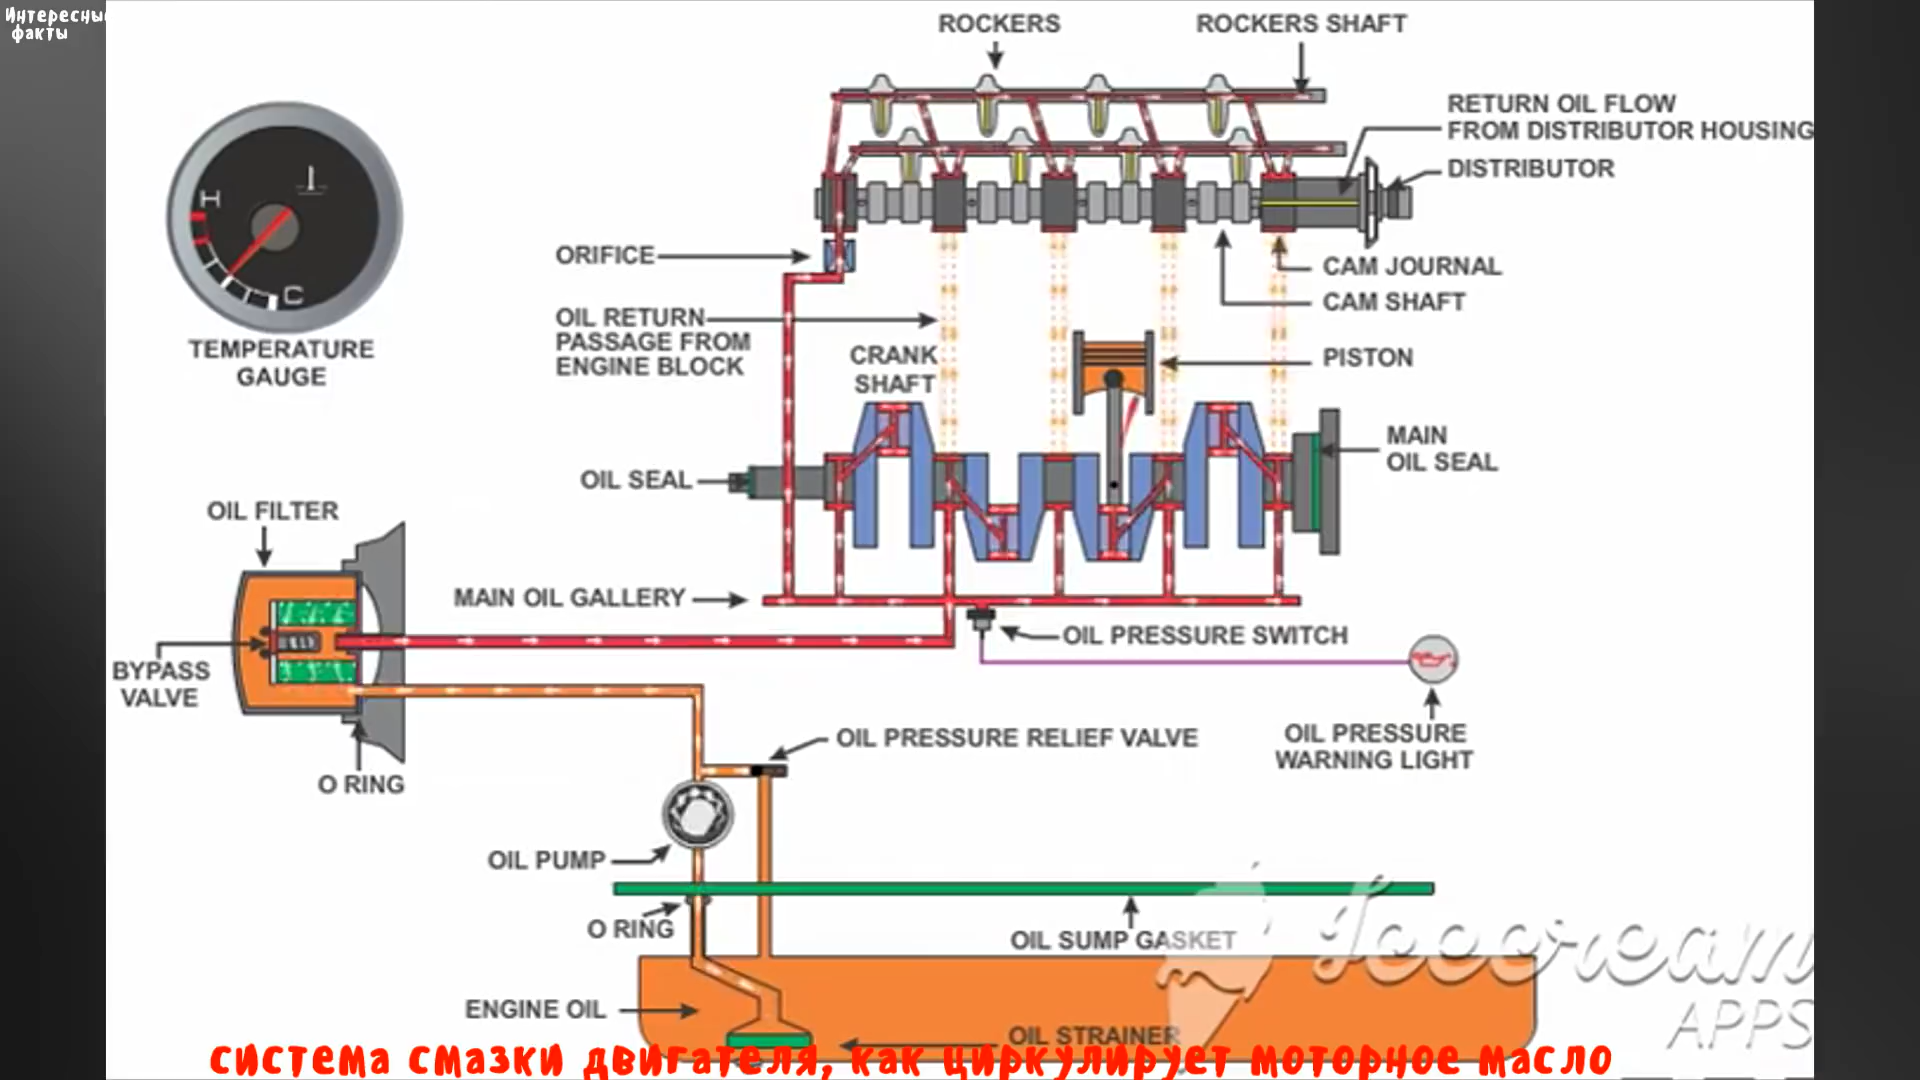 Интересные
факты
ROCKERS
ROCKERS SHAFT
RETURN OIL FLOW
FROM DISTRIBUTOR HOUSING
DISTRIBUTOR
H
C
TEMPERATURE
GAUGE
ORIFICE
CAM JOURNAL
CAM SHAFT
OIL RETURN
PASSAGE FROM
ENGINE BLOCK
CRANK
SHAFT
PISTON
MAIN
OIL SEAL
OIL SEAL
OIL FILTER
MAIN OIL GALLERY
OIL PRESSURE SWITCH
BYPASS
VALVE
OIL PRESSURE
WARNING LIGHT
OIL PRESSURE RELIEF VALVE
O RING
OIL PUMP
O RING
OIL SUMP GASKET
Icecream
APPS
ENGINE OIL
OIL STRAINER
система смазки двигателя, как циркулирует моторное масло